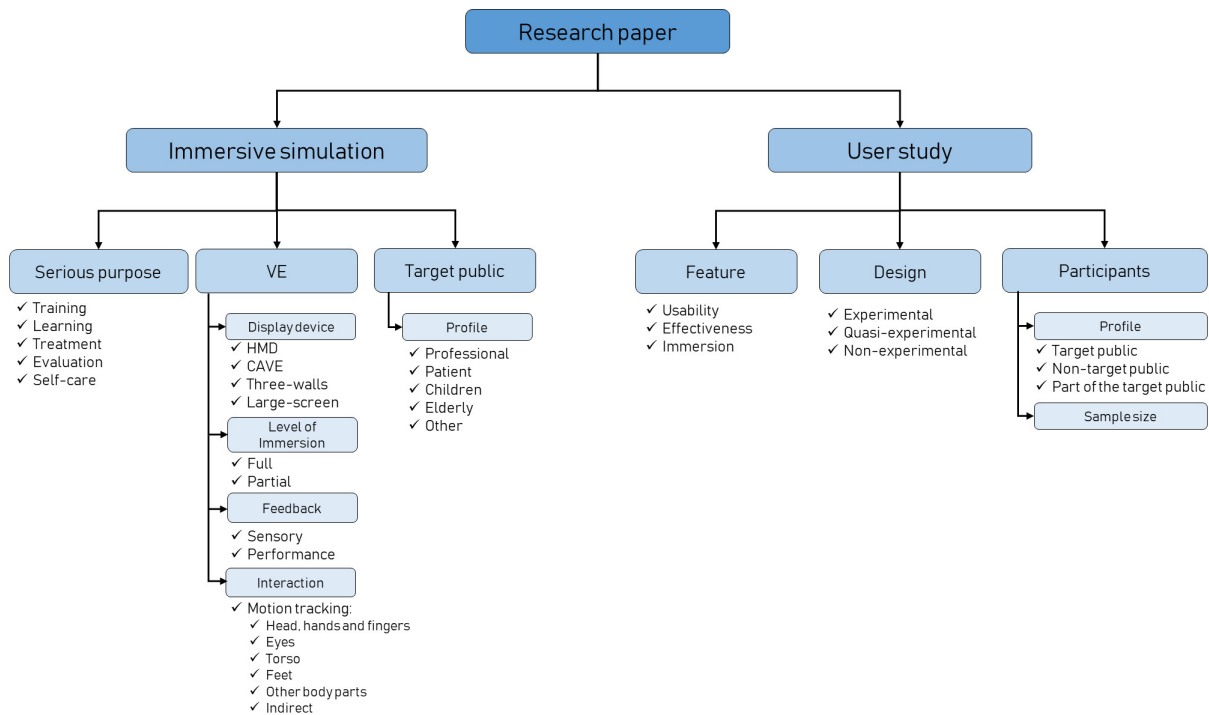 Research paper
Immersive simulation
User study
Serious purpose
✓ Training
✓ Learning
✓ Treatment
✓ Evaluation
✓ Self-care
VE
Display device
✓ HMD
✓ CAVE
✓ Three-walls
✓ Large-screen
Level of
Immersion
✓ Full
✓ Partial
Feedback
✓ Sensory
✓ Performance
Interaction
✓ Motion tracking:
✓ Head, hands and fingers
✓ Eyes
✓ Torso
✓ Feet
✓ Other body parts
✓ Indirect
Target public
Profile
✓ Professional
✓ Patient
✓ Children
✓ Elderly
✓ Other
Feature
✓ Usability
✓ Effectiveness
✓ Immersion
Design
✓ Experimental
✓ Quasi-experimental
✓ Non-experimental
Participants
Profile
✓ Target public
✓ Non-target public
✓ Part of the target public
Sample size